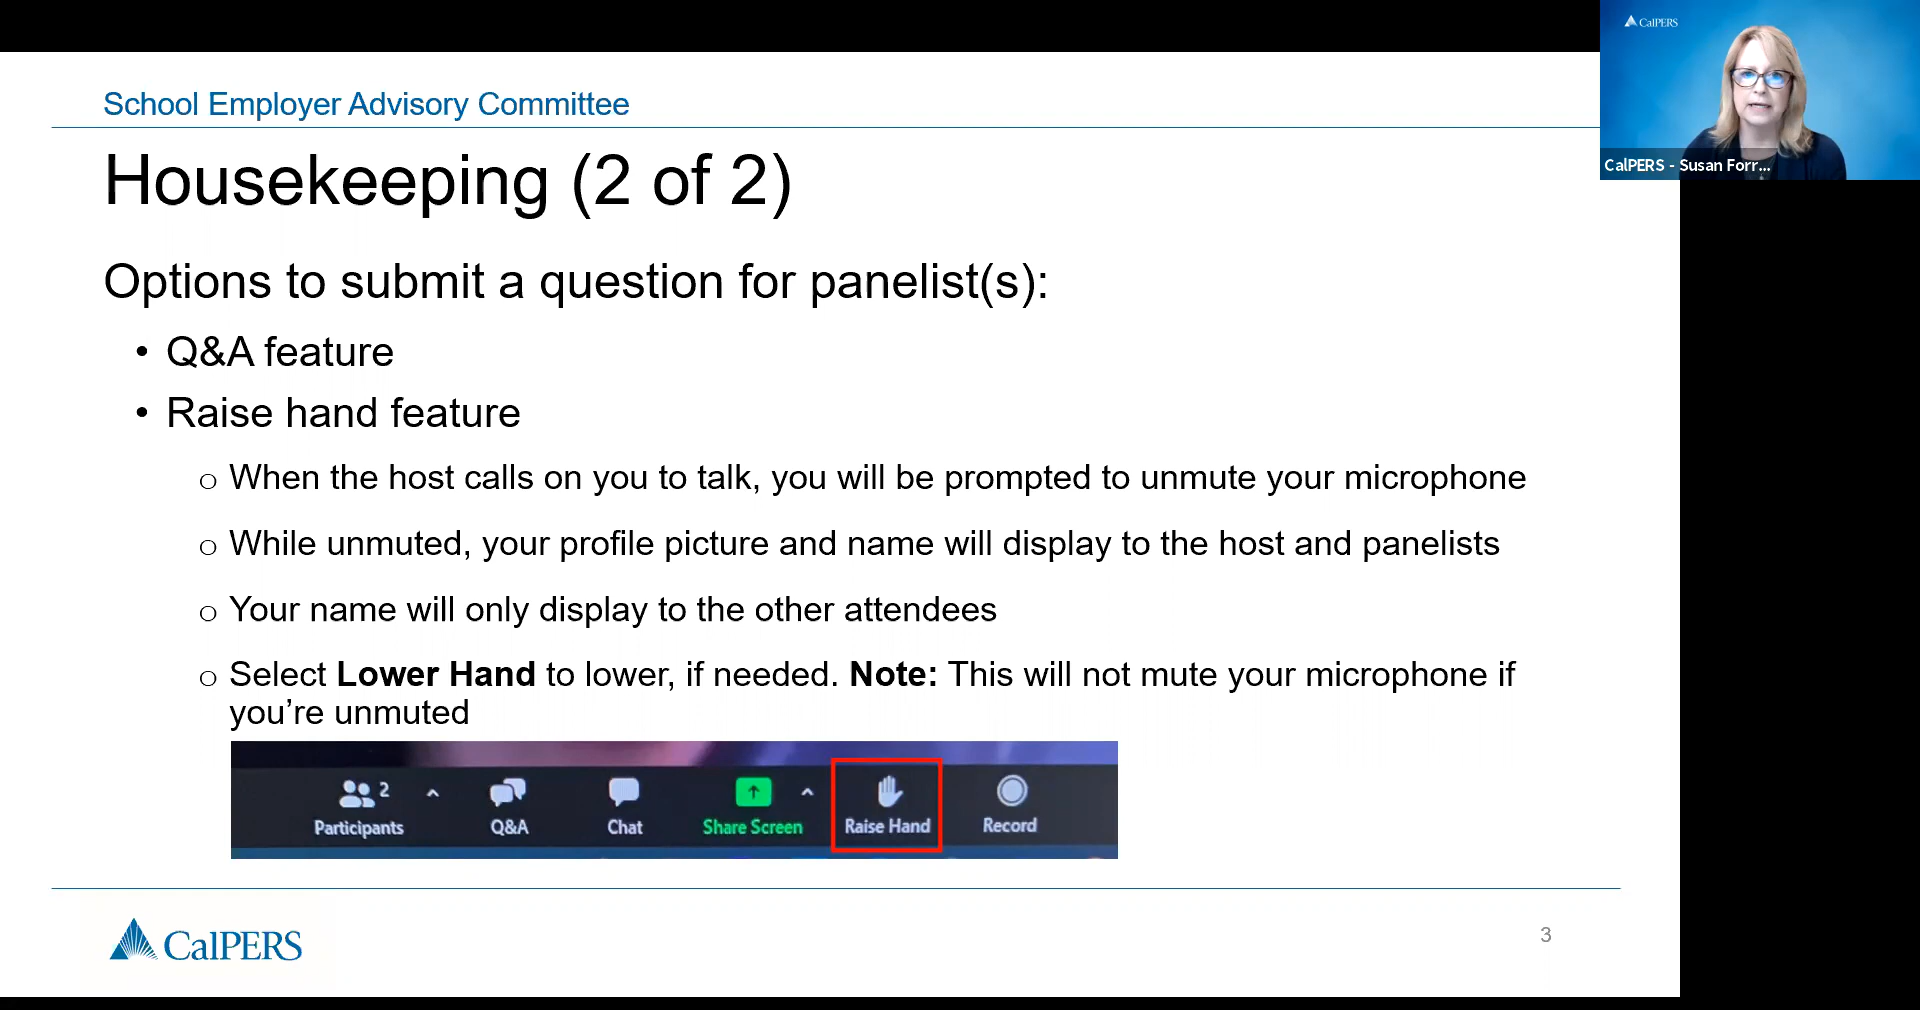 CalPERS
CalPERS - Susan Forr...
School Employer Advisory Committee
Housekeeping (2 of 2)
Options to submit a question for panelist(s):
• Q&A feature
• Raise hand feature
o When the host calls on you to talk, you will be prompted to unmute your microphone
o While unmuted, your profile picture and name will display to the host and panelists
o Your name will only display to the other attendees
o Select Lower Hand to lower, if needed. Note: This will not mute your microphone if
you’re unmuted
2
Participants Q&A Chat Share Screen Raise Hand Record
CalPERS
3